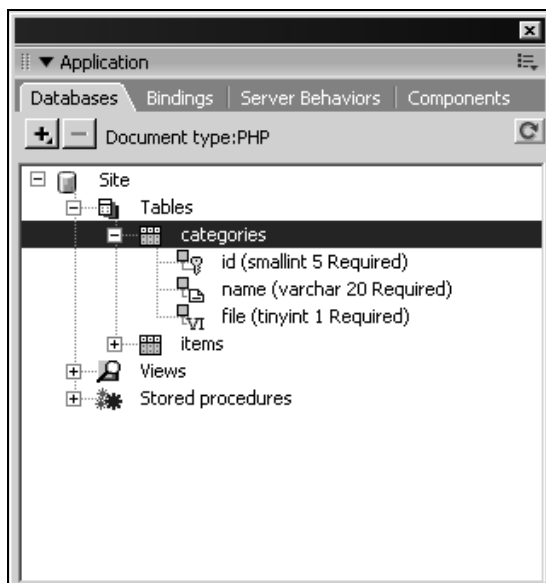 Application
Databases Bindings Server Behaviors Components
Document type:PHP
Site
Tables
categories
id (smallint 5 Required)
name (varchar 20 Required)
file (tinyint 1 Required)
items
Views
Stored procedures